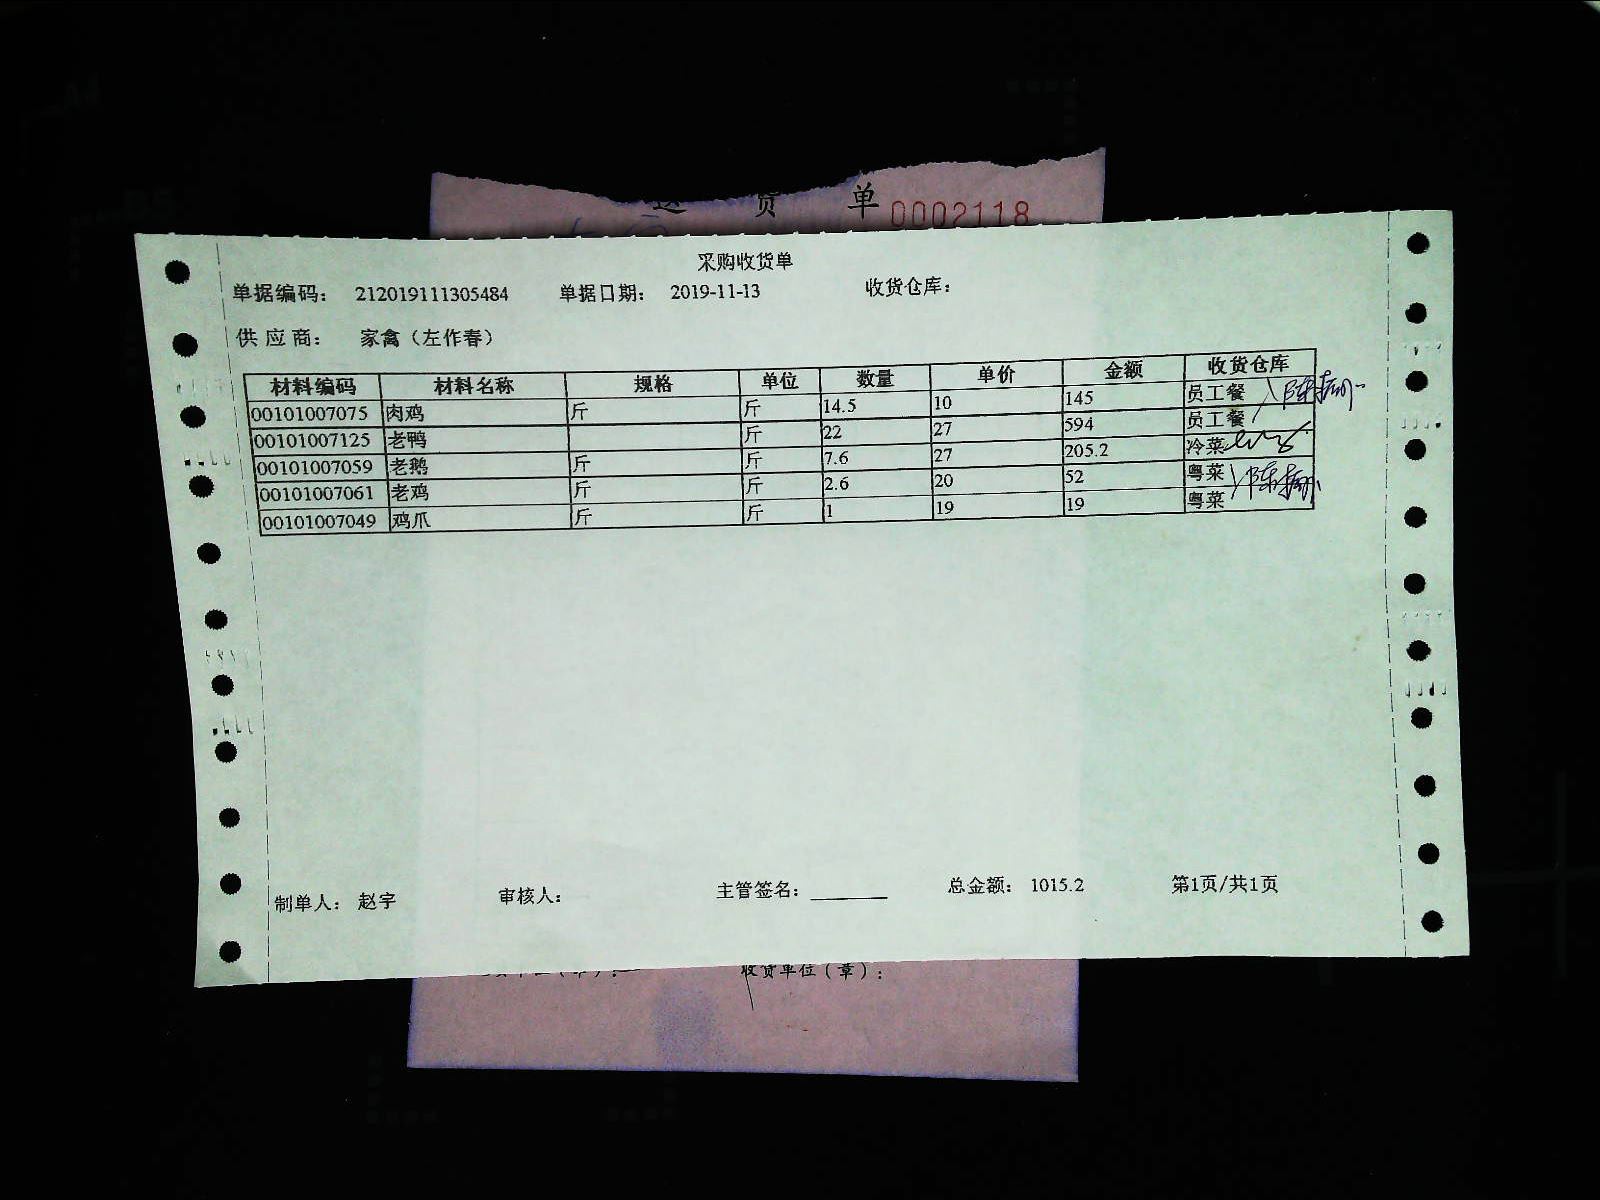 货 单 0002118
采购收货单
单据编码： 212019111305484 单据日期： 2019-11-13 收货仓库：
供应商： 家禽（左作春）
材料编码 材料名称 规格 单位 数量 单价 金额 收货仓库
00101007075 肉鸡 斤 斤 14.5 10 145 员工餐
00101007125 老鸭 斤 22 27 594 员工餐
00101007059 老鹅 斤 斤 7.6 27 205.2 冷菜
00101007061 老鸡 斤 斤 2.6 20 52 粤菜
00101007049 鸡爪 斤 斤 1 19 19 粤菜
制单人： 赵宇 审核人： 主管签名： 总金额： 1015.2 第1页/共1页
收货单位（章）：